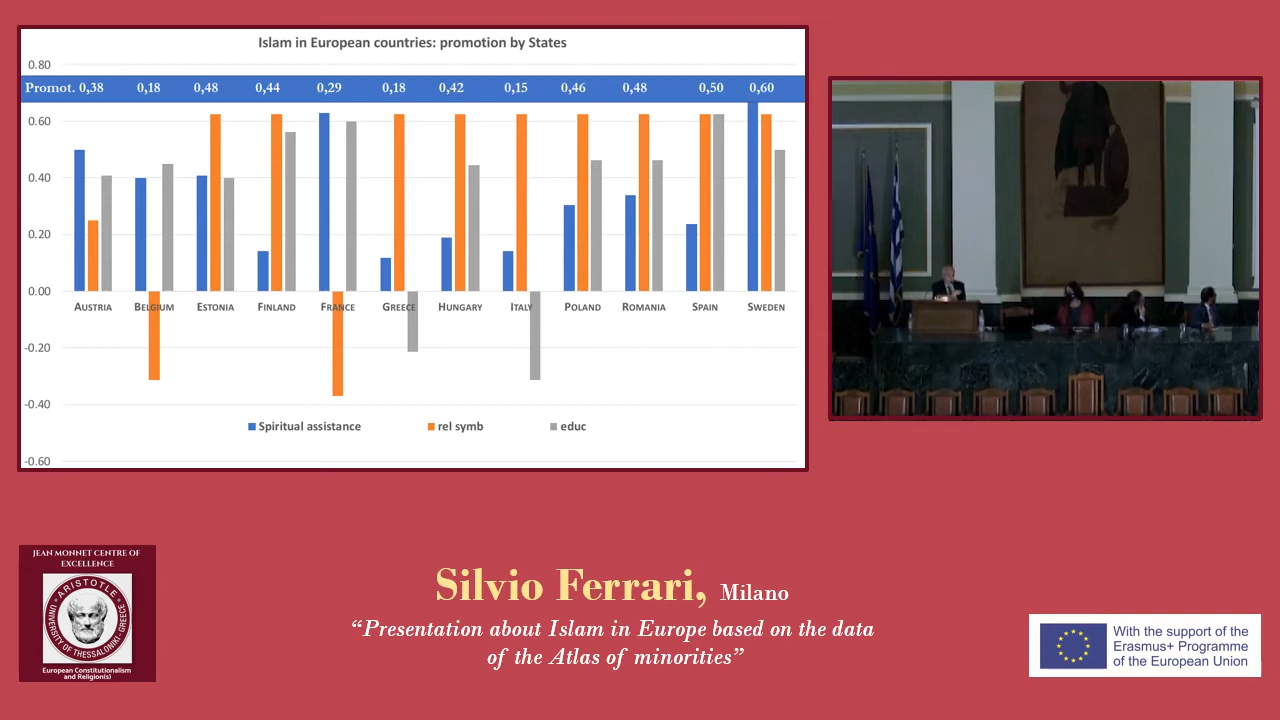 Islam in European countries: promotion by States
0.80
Promot. 0,38 0,18 0,48 0,44 0,29 0,18 0,42 0,15 0,46 0,48 0,50 0,60
0.60
0.40
0.20
0.00
AUSTRIA BELGIUM ESTONIA FINLAND FRANCE GREECE HUNGARY ITALY POLAND ROMANIA SPAIN SWEDEN
-0.20
-0.40
Spiritual assistance rel symb educ
-0.60
JEAN MONNET CENTRE OF
EXCELLENCE
ARISTOTLE
UNIVERSITY OF THESSALONIKI-GREECE
European Constitutionalism
and Religion(s)
Silvio Ferrari, Milano
“Presentation about Islam in Europe based on the data
of the Atlas of minorities”
With the support of the
Erasmus+ Programme
of the European Union